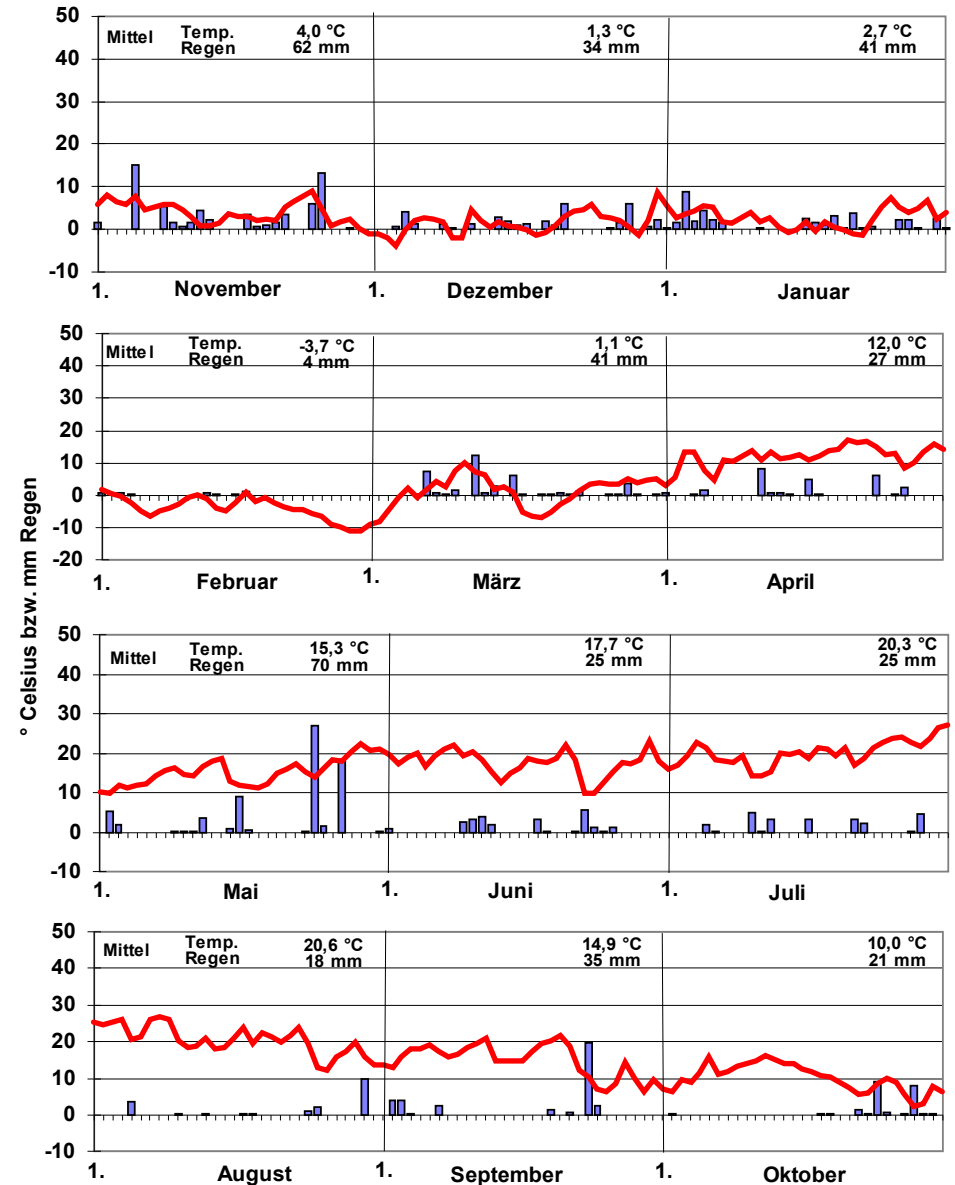 ° Celsius bzw. mm Regen
50
40
30
20
10
0
-10
Mittel Temp. 4,0 °C 1,3 °C 2,7 °C
Regen 62 mm 34 mm 41 mm
1. November 1. Dezember 1. Januar
50
40
30
20
10
0
-10
-20
Mittel Temp. -3,7 °C 1,1 °C 12,0 °C
Regen 4 mm 41 mm 27 mm
1. Februar 1. März 1. April
50
40
30
20
10
0
-10
Mittel Temp. 15,3 °C 17,7 °C 20,3 °C
Regen 70 mm 25 mm 25 mm
1. Mai 1. Juni 1. Juli
50
40
30
20
10
0
-10
Mittel Temp. 20,6 °C 14,9 °C 10,0 °C
Regen 18 mm 35 mm 21 mm
1. August 1. September 1. Oktober